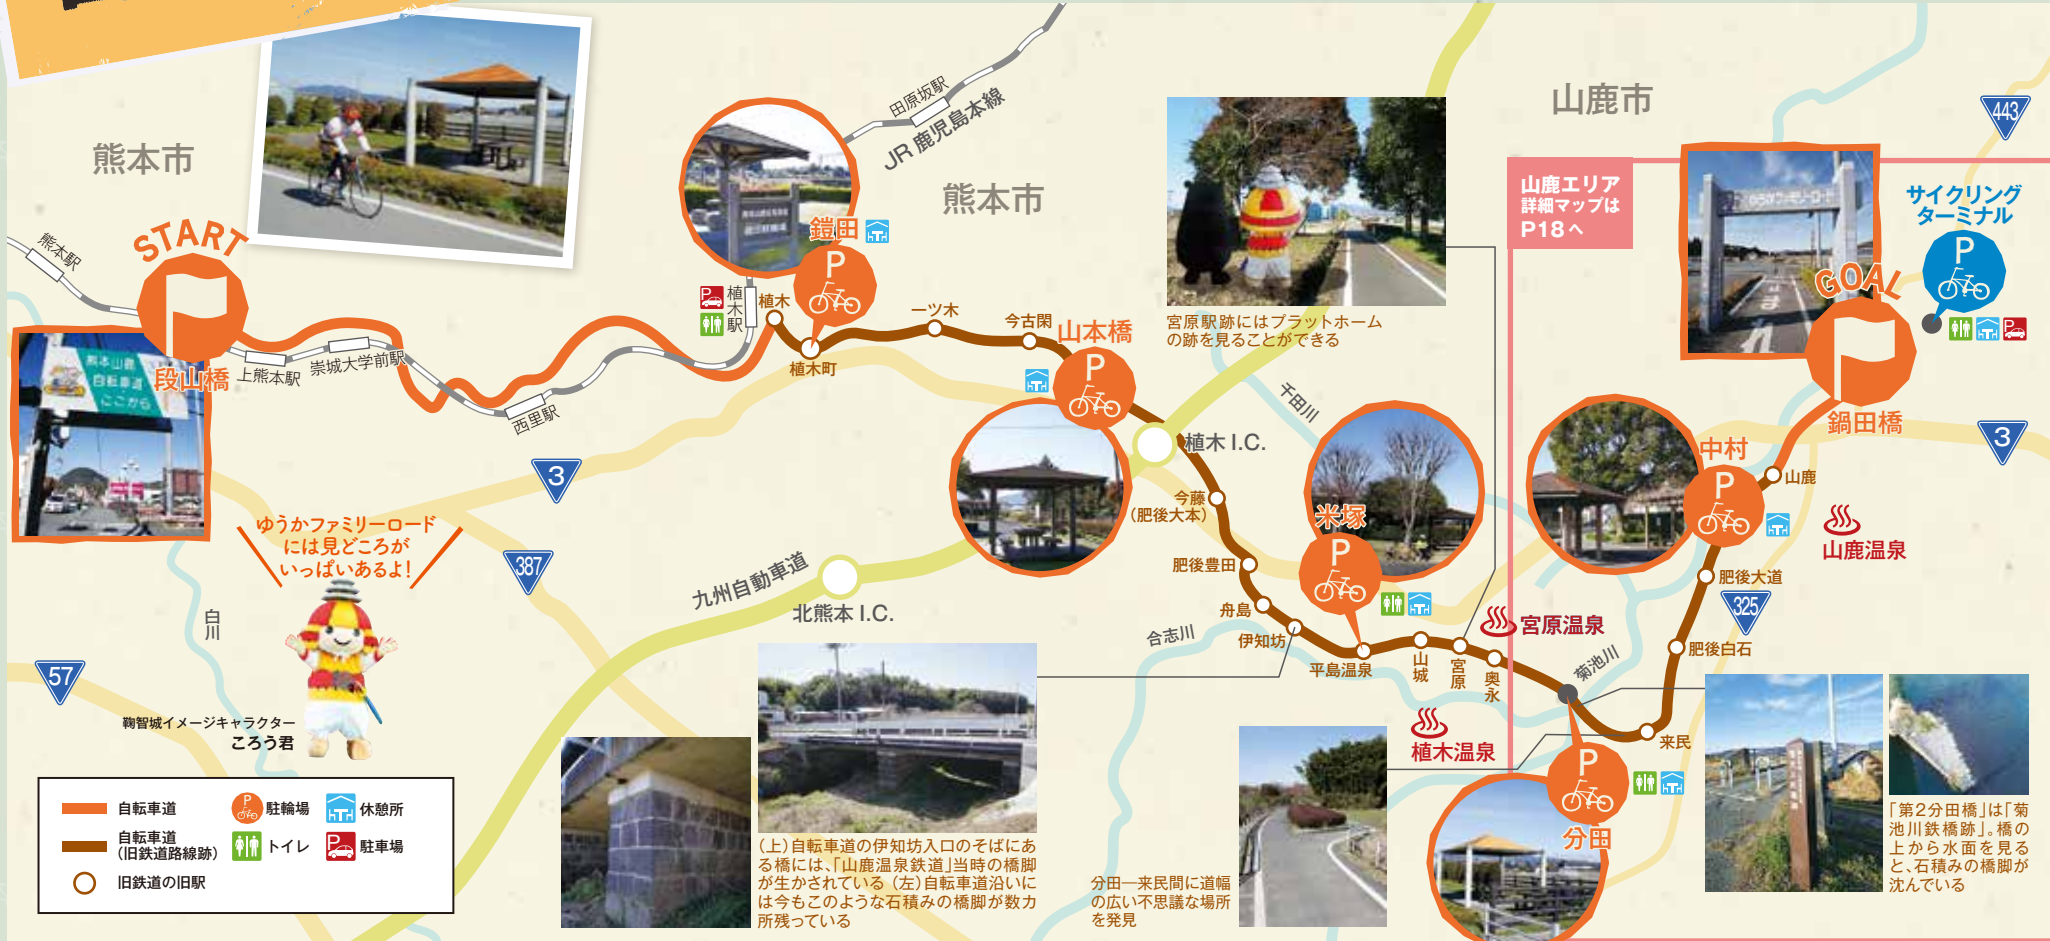 熊本市
熊本駅
START
段山橋
熊本山鹿
自転車道
ここから
上熊本駅
崇城大学前駅
西里駅
植木駅
植木
鎧田
植木町
田原坂駅
JR鹿児島本線
熊本市
一ツ木
今古閑
山本橋
植木 I.C.
宮原駅跡にはプラットホーム
の跡を見ることができる
山鹿市
443
山鹿エリア
詳細マップは
P18へ
サイクリング
ターミナル
P
GOAL
鍋田橋
3
山鹿
山鹿温泉
中村
肥後大道
325
肥後白石
千田川
今藤
(肥後大本)
米塚
肥後豊田
舟島
伊知坊
合志川
平島温泉
山城
宮原
奥永
宮原温泉
植木温泉
菊池川
来民
分田
3
387
57
白川
九州自動車道
北熊本 I.C.
ゆうかファミリーロード
には見どころが
いっぱいあるよ!
鞠智城イメージキャラクター
ころう君
自転車道
自転車道
(旧鉄道路線跡)
旧鉄道の旧駅
駐輪場
トイレ
休憩所
駐車場
(上)自転車道の伊知坊入口のそばにあ
る橋には、「山鹿温泉鉄道」当時の橋脚
が生かされている (左)自転車道沿いに
は今もこのような石積みの橋脚が数カ
所残っている
分田―来民間に道幅
の広い不思議な場所
を発見
「第2分田橋」は「菊
池川鉄橋跡」。橋の
上から水面を見る
と、石積みの橋脚が
沈んでいる